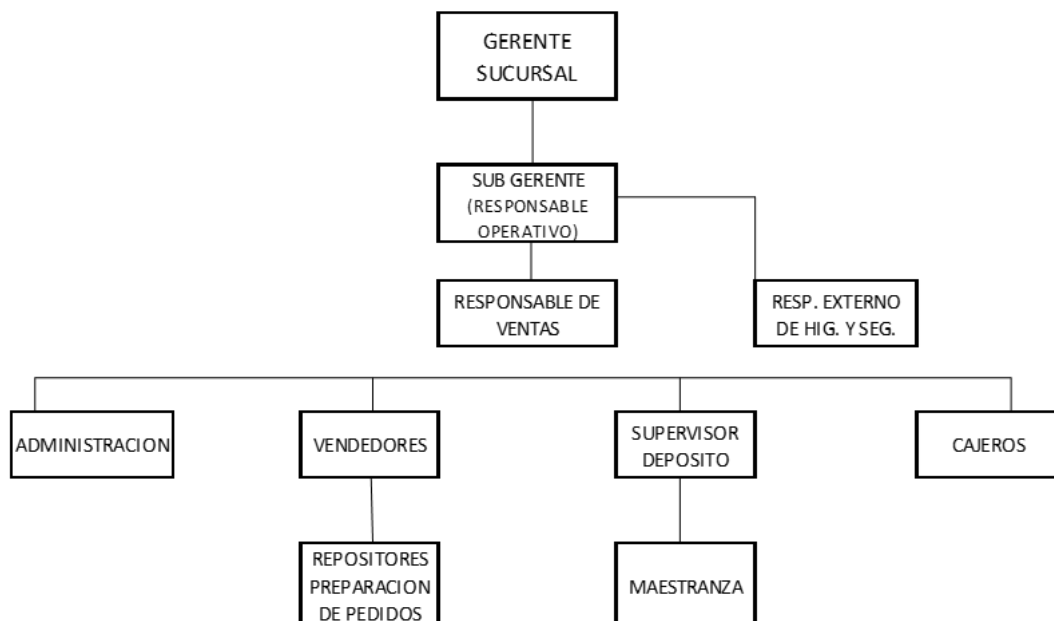 GERENTE
SUCURSAL
SUB GERENTE
(RESPONSABLE
OPERATIVO)
RESPONSABLE DE
VENTAS
RESP. EXTERNO
DE HIG. Y SEG.
ADMINISTRACION
VENDEDORES
SUPERVISOR
DEPOSITO
CAJEROS
REPOSITORES
PREPARACION
DE PEDIDOS
MAESTRANZA